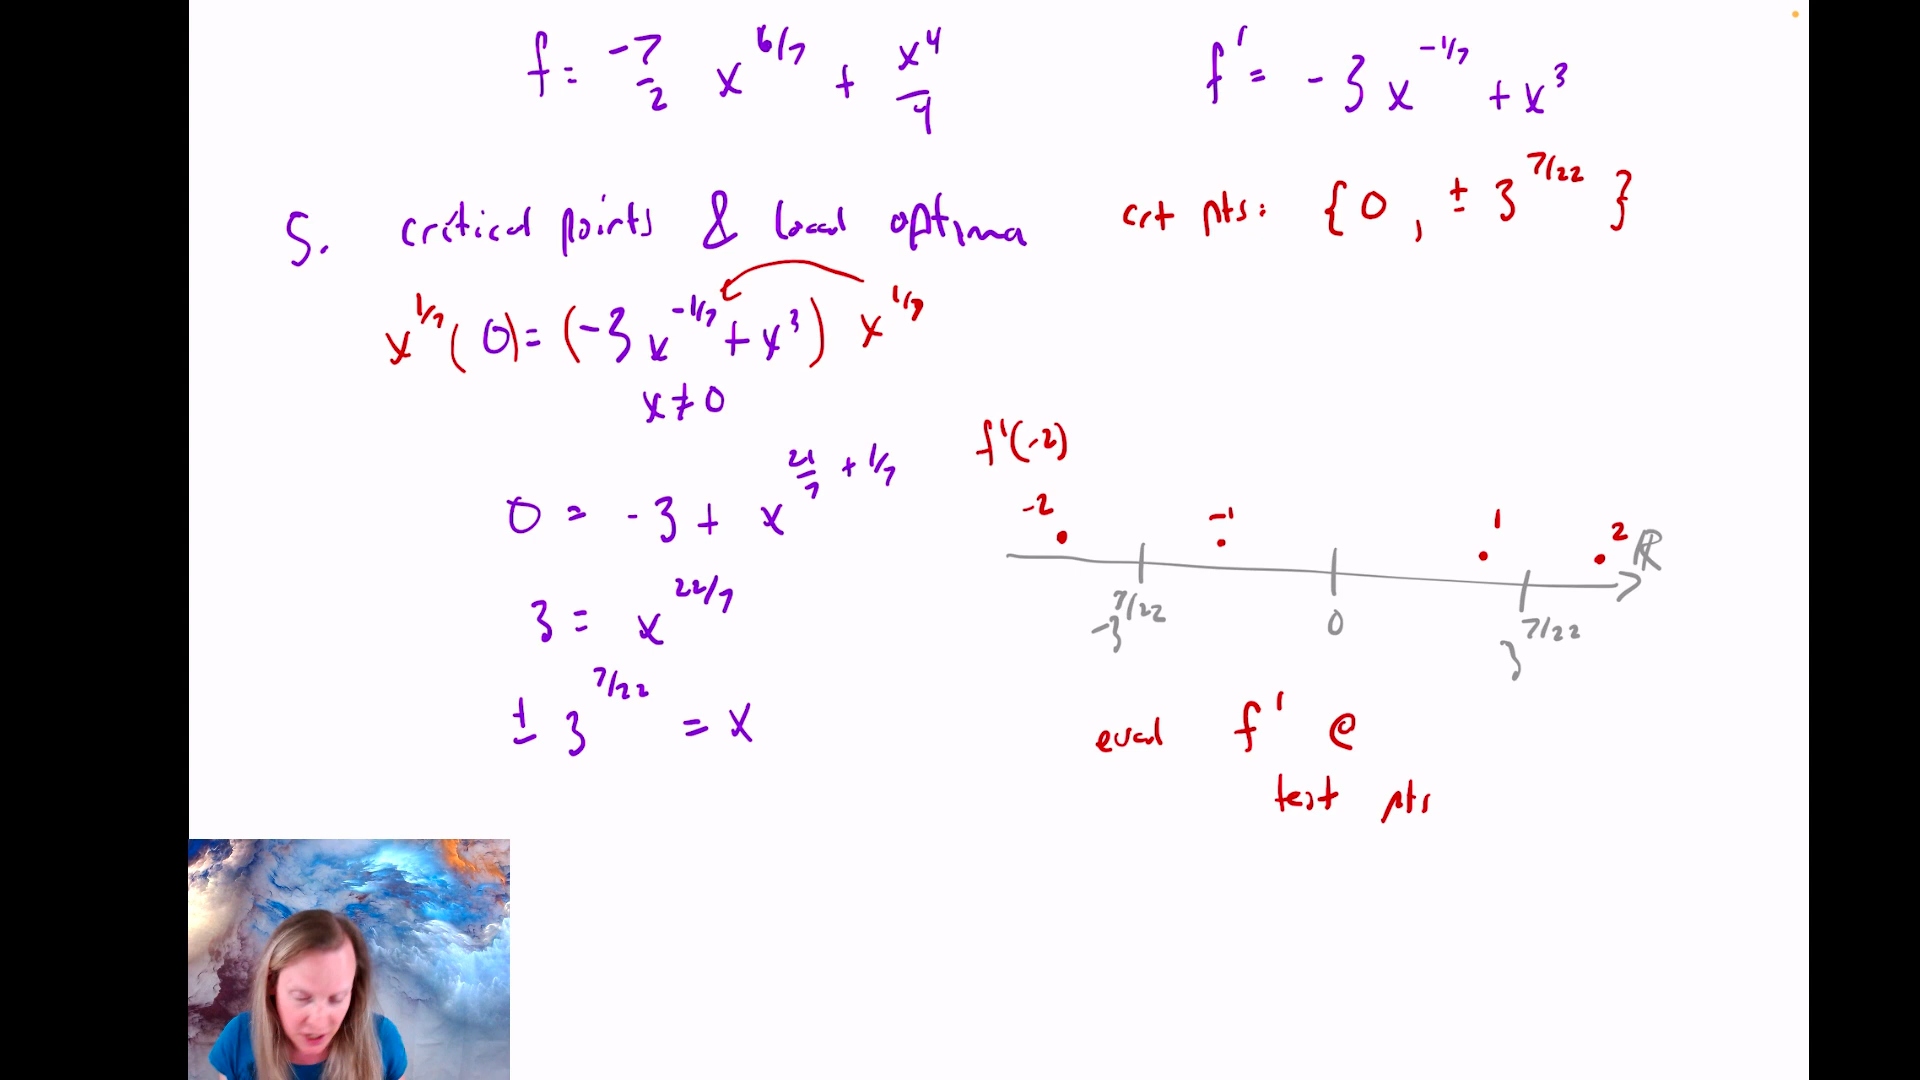 f = -7/2 x^{6/7} + x^4/4
f' = -3 x^{-1/7} + x^3
5. critical points & local optima
crt pts: {0, ± 3^{7/22}}
x^{1/7}(0) = (-3 x^{-1/7} + x^3) x^{1/7}
x ≠ 0
0 = -3 + x^{21/7 + 1/7}
3 = x^{22/7}
± 3^{7/22} = x
f'(-2)
-2 -1 1 2 ℝ
-3^{7/22} 0 3^{7/22}
eval f' @
test pts